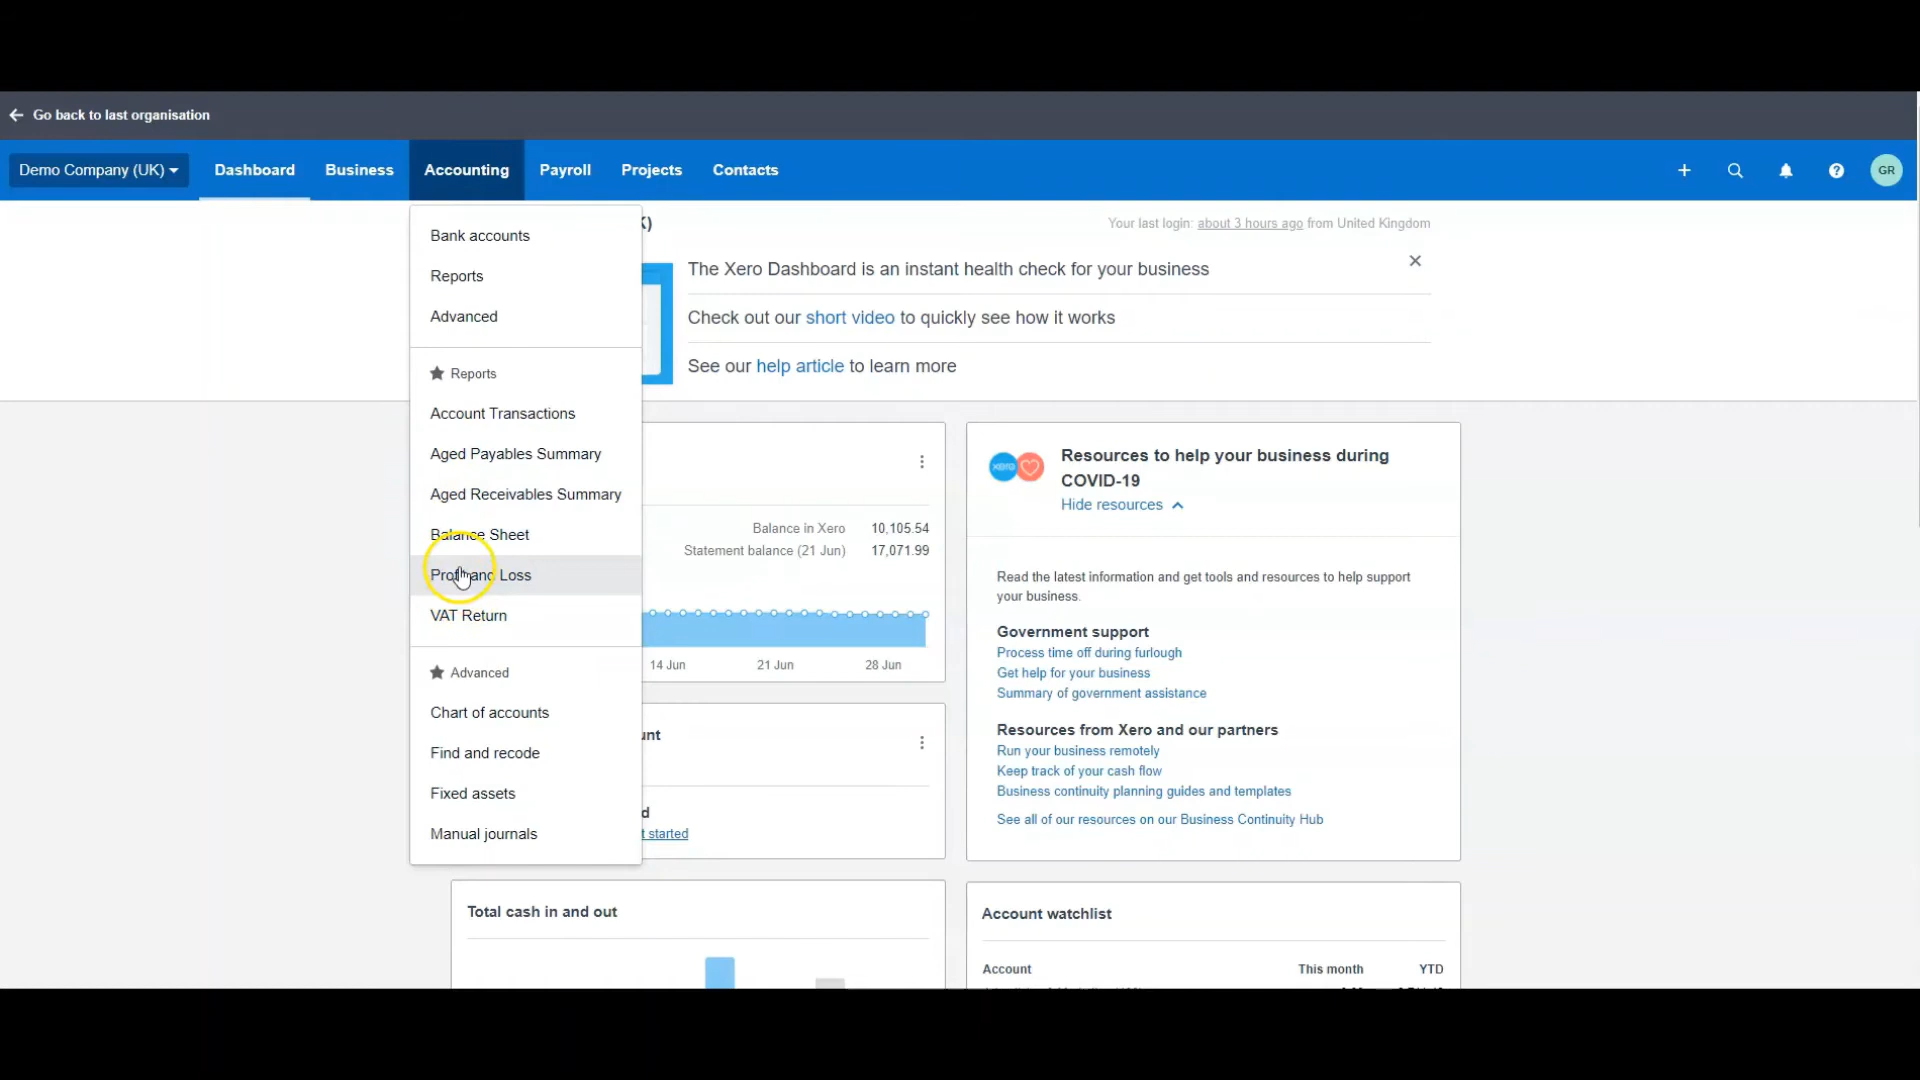 Go back to last organisation
Demo Company (UK)
Dashboard
Business
Accounting
Payroll
Projects
Contacts
GR
Your last login: about 3 hours ago from United Kingdom
Bank accounts
Reports
Advanced
Reports
Account Transactions
Aged Payables Summary
Aged Receivables Summary
Balance Sheet
Profit and Loss
VAT Return
Advanced
Chart of accounts
Find and recode
Fixed assets
Manual journals
The Xero Dashboard is an instant health check for your business
Check out our short video to quickly see how it works
See our help article to learn more
Balance in Xero 10,105.54
Statement balance (21 Jun) 17,071.99
14 Jun 21 Jun 28 Jun
t started
Total cash in and out
xero
Resources to help your business during
COVID-19
Hide resources
Read the latest information and get tools and resources to help support
your business.
Government support
Process time off during furlough
Get help for your business
Summary of government assistance
Resources from Xero and our partners
Run your business remotely
Keep track of your cash flow
Business continuity planning guides and templates
See all of our resources on our Business Continuity Hub
Account watchlist
Account This month YTD